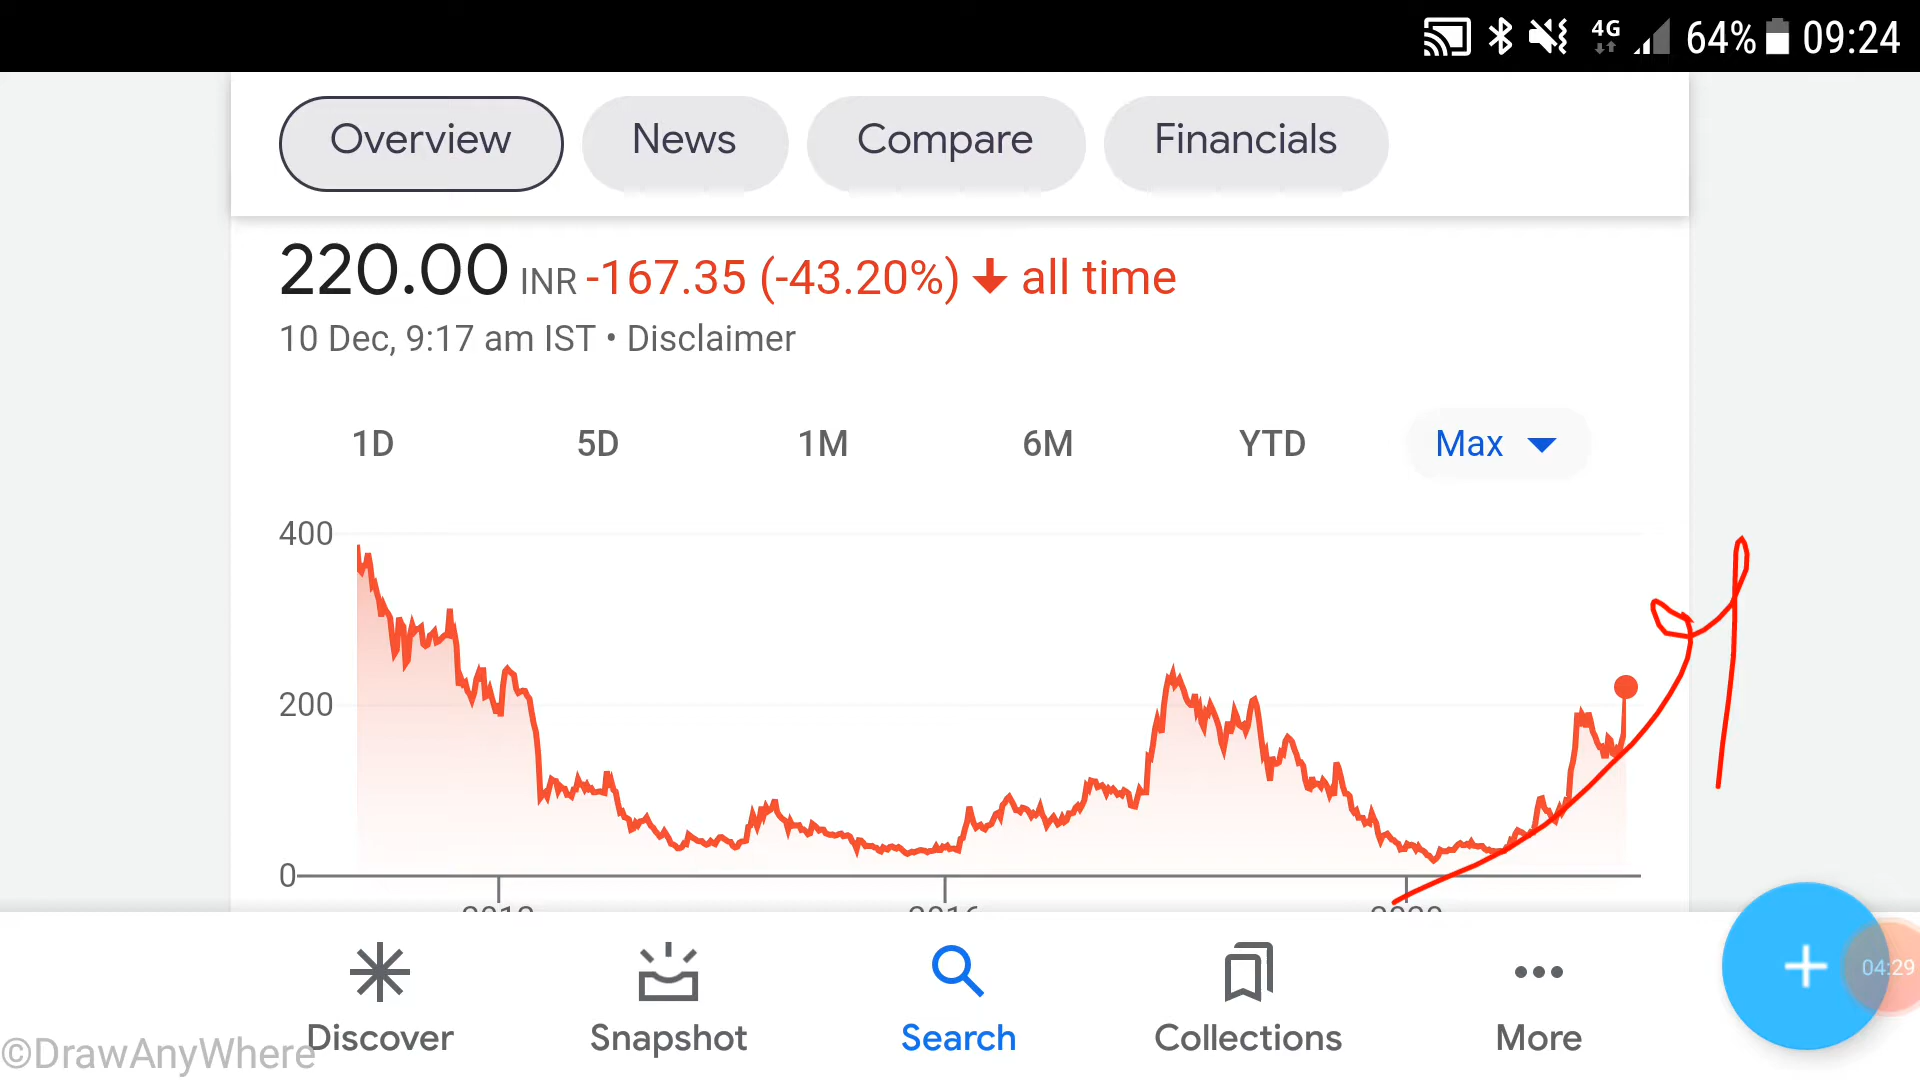 4G 64% 09:24
Overview News Compare Financials
220.00 INR -167.35 (-43.20%) all time
10 Dec, 9:17 am IST • Disclaimer
1D 5D 1M 6M YTD Max
400
200
0
2016 2020
04:29
Discover Snapshot Search Collections More
©DrawAnyWhere